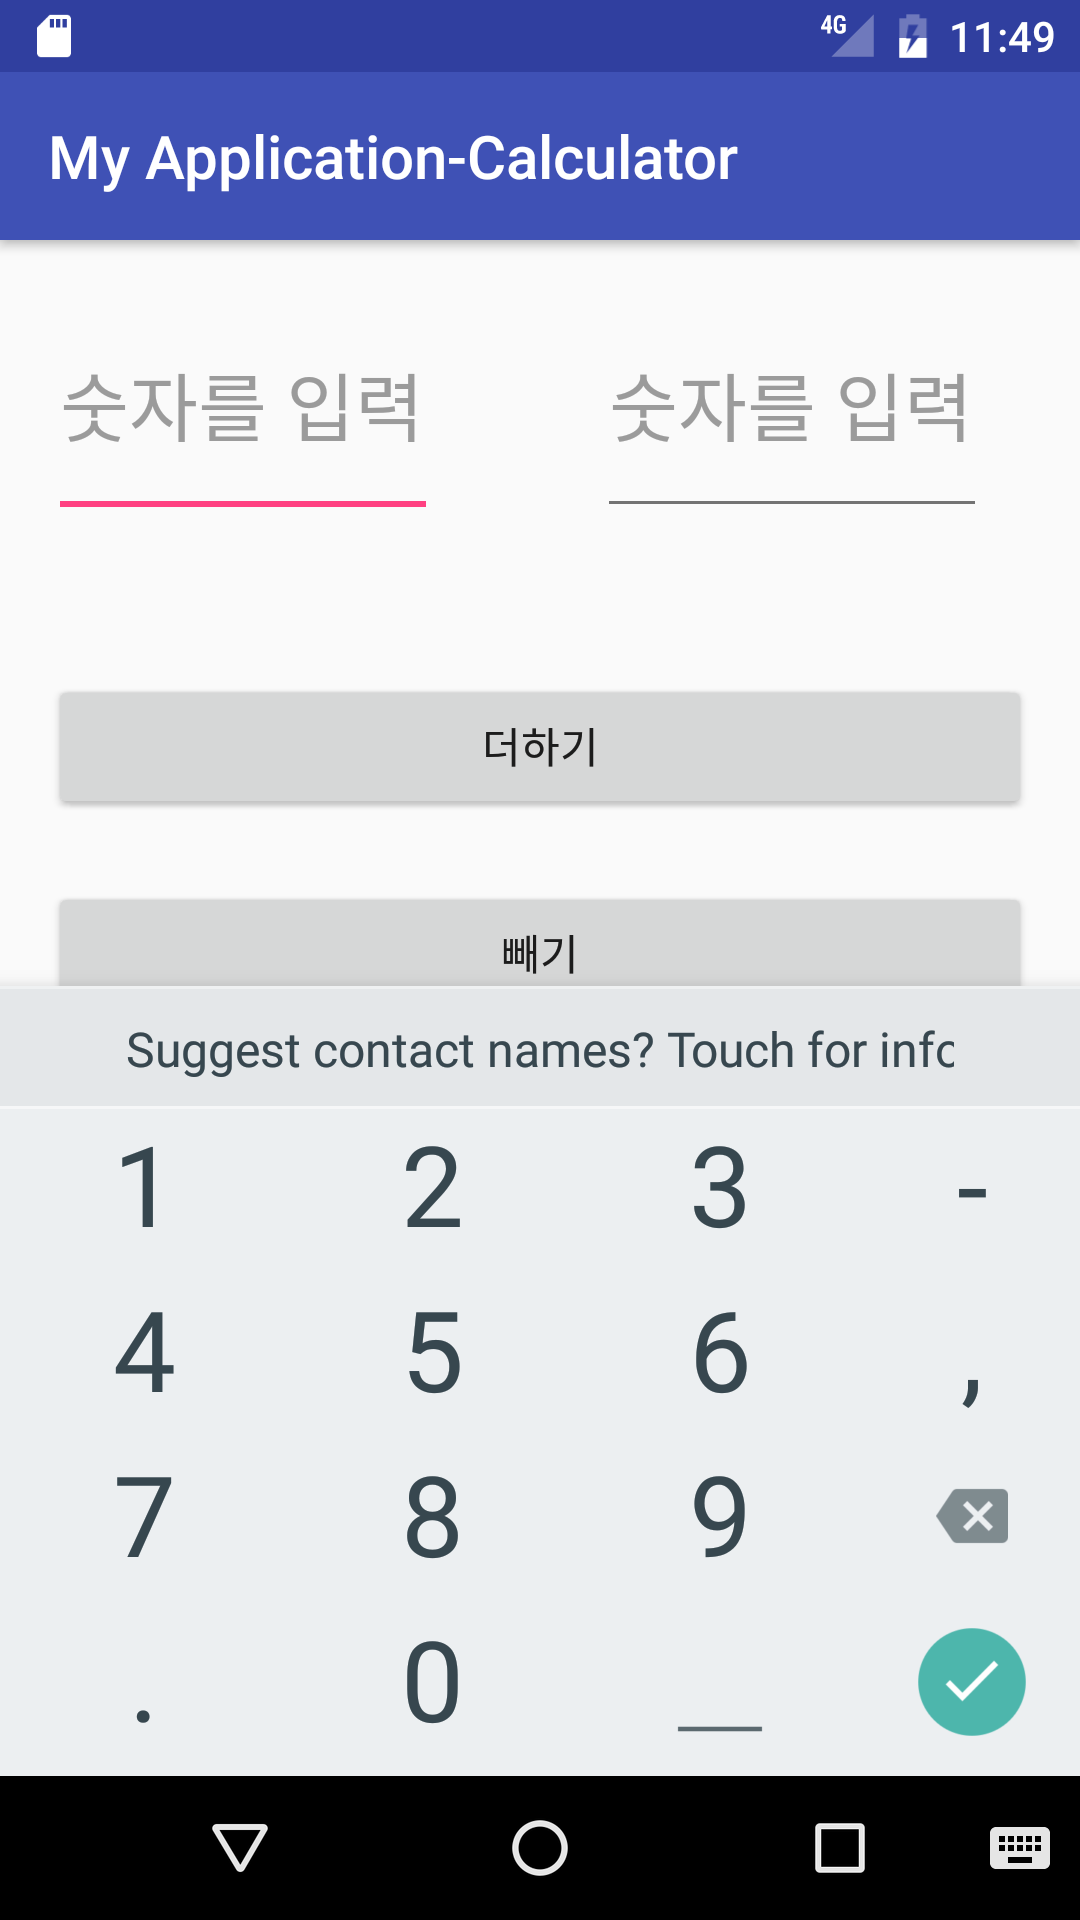 4G 11:49
My Application-Calculator
숫자를 입력 숫자를 입력
더하기
빼기
Suggest contact names? Touch for info
1 2 3 -
4 5 6 ,
7 8 9
. 0 _